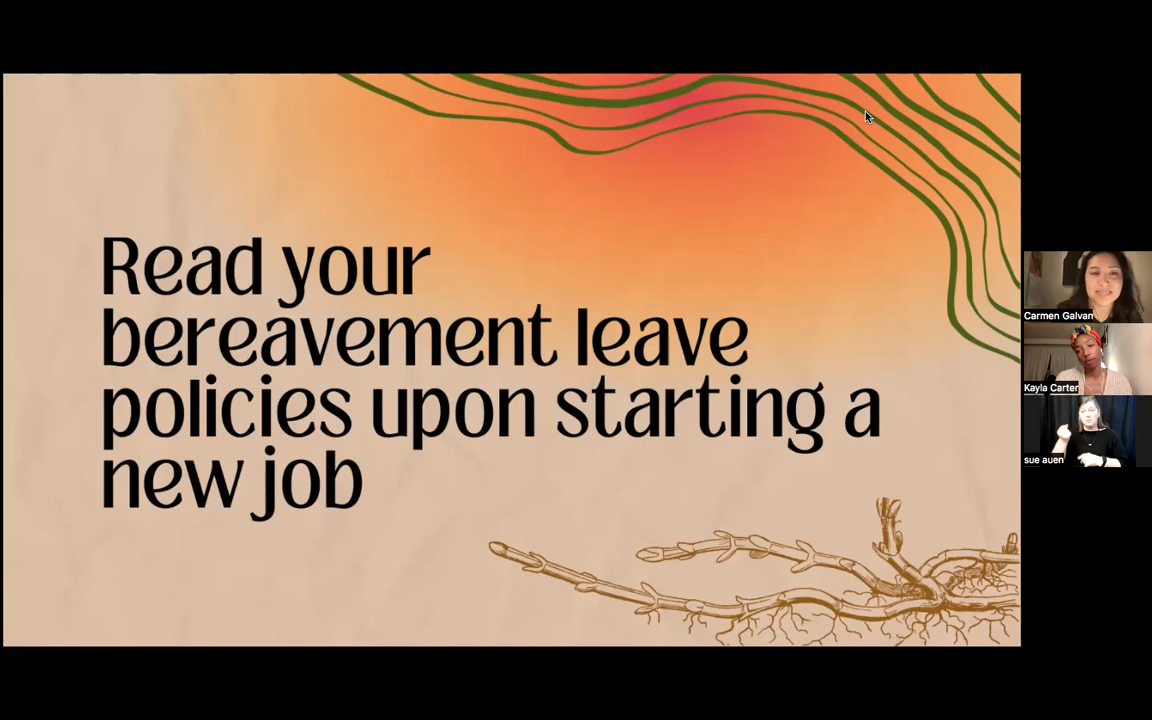 Read your
bereavement leave
policies upon starting a
new job
Carmen Galvan
Kayla Carter
sue auen